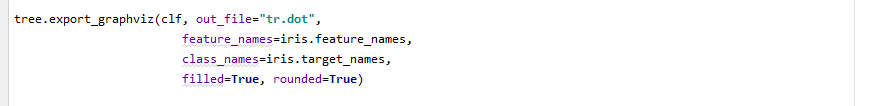 tree.export_graphviz(clf, out_file="tr.dot",
feature_names=iris.feature_names,
class_names=iris.target_names,
filled=True, rounded=True)